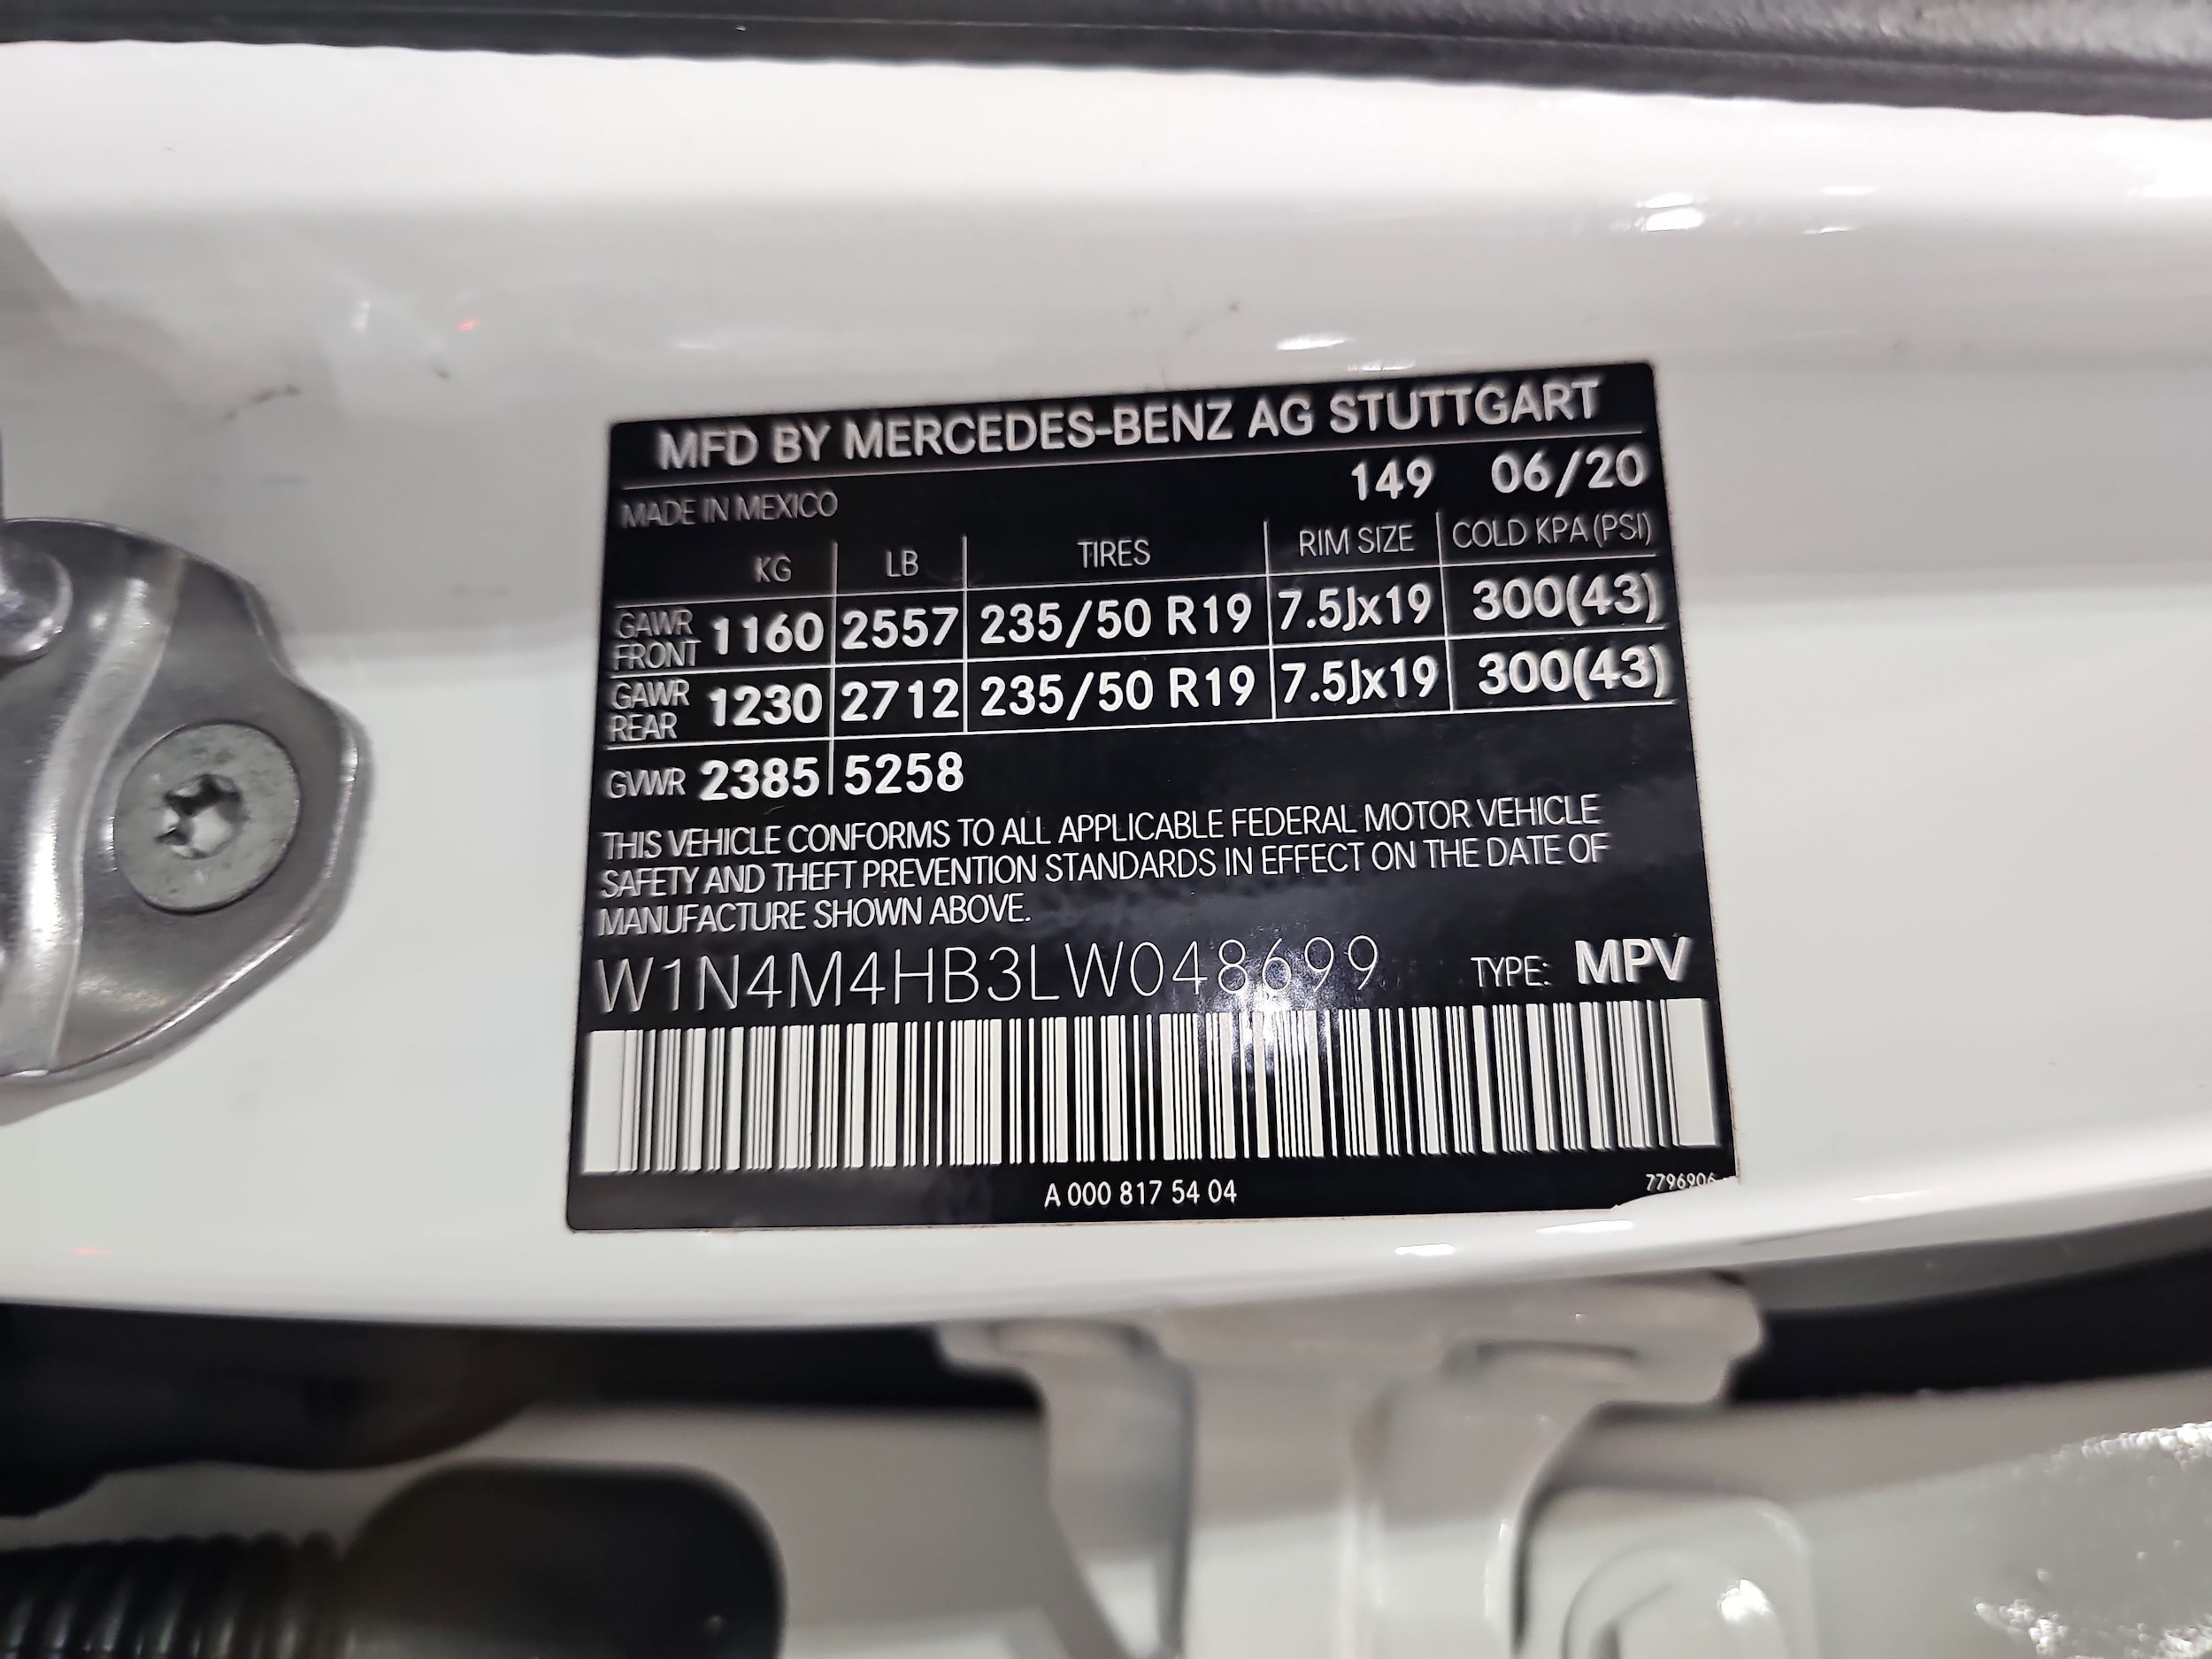 MFD BY MERCEDES-BENZ AG STUTTGART
MADE IN MEXICO 149 06/20
KG LB TIRES RIM SIZE COLD KPA (PSI)
GAWR FRONT 1160 2557 235/50 R19 7.5Jx19 300(43)
GAWR REAR 1230 2712 235/50 R19 7.5Jx19 300(43)
GVWR 2385 5258
THIS VEHICLE CONFORMS TO ALL APPLICABLE FEDERAL MOTOR VEHICLE
SAFETY AND THEFT PREVENTION STANDARDS IN EFFECT ON THE DATE OF
MANUFACTURE SHOWN ABOVE.
W1N4M4HB3LW048699 TYPE: MPV
A 000 817 54 04